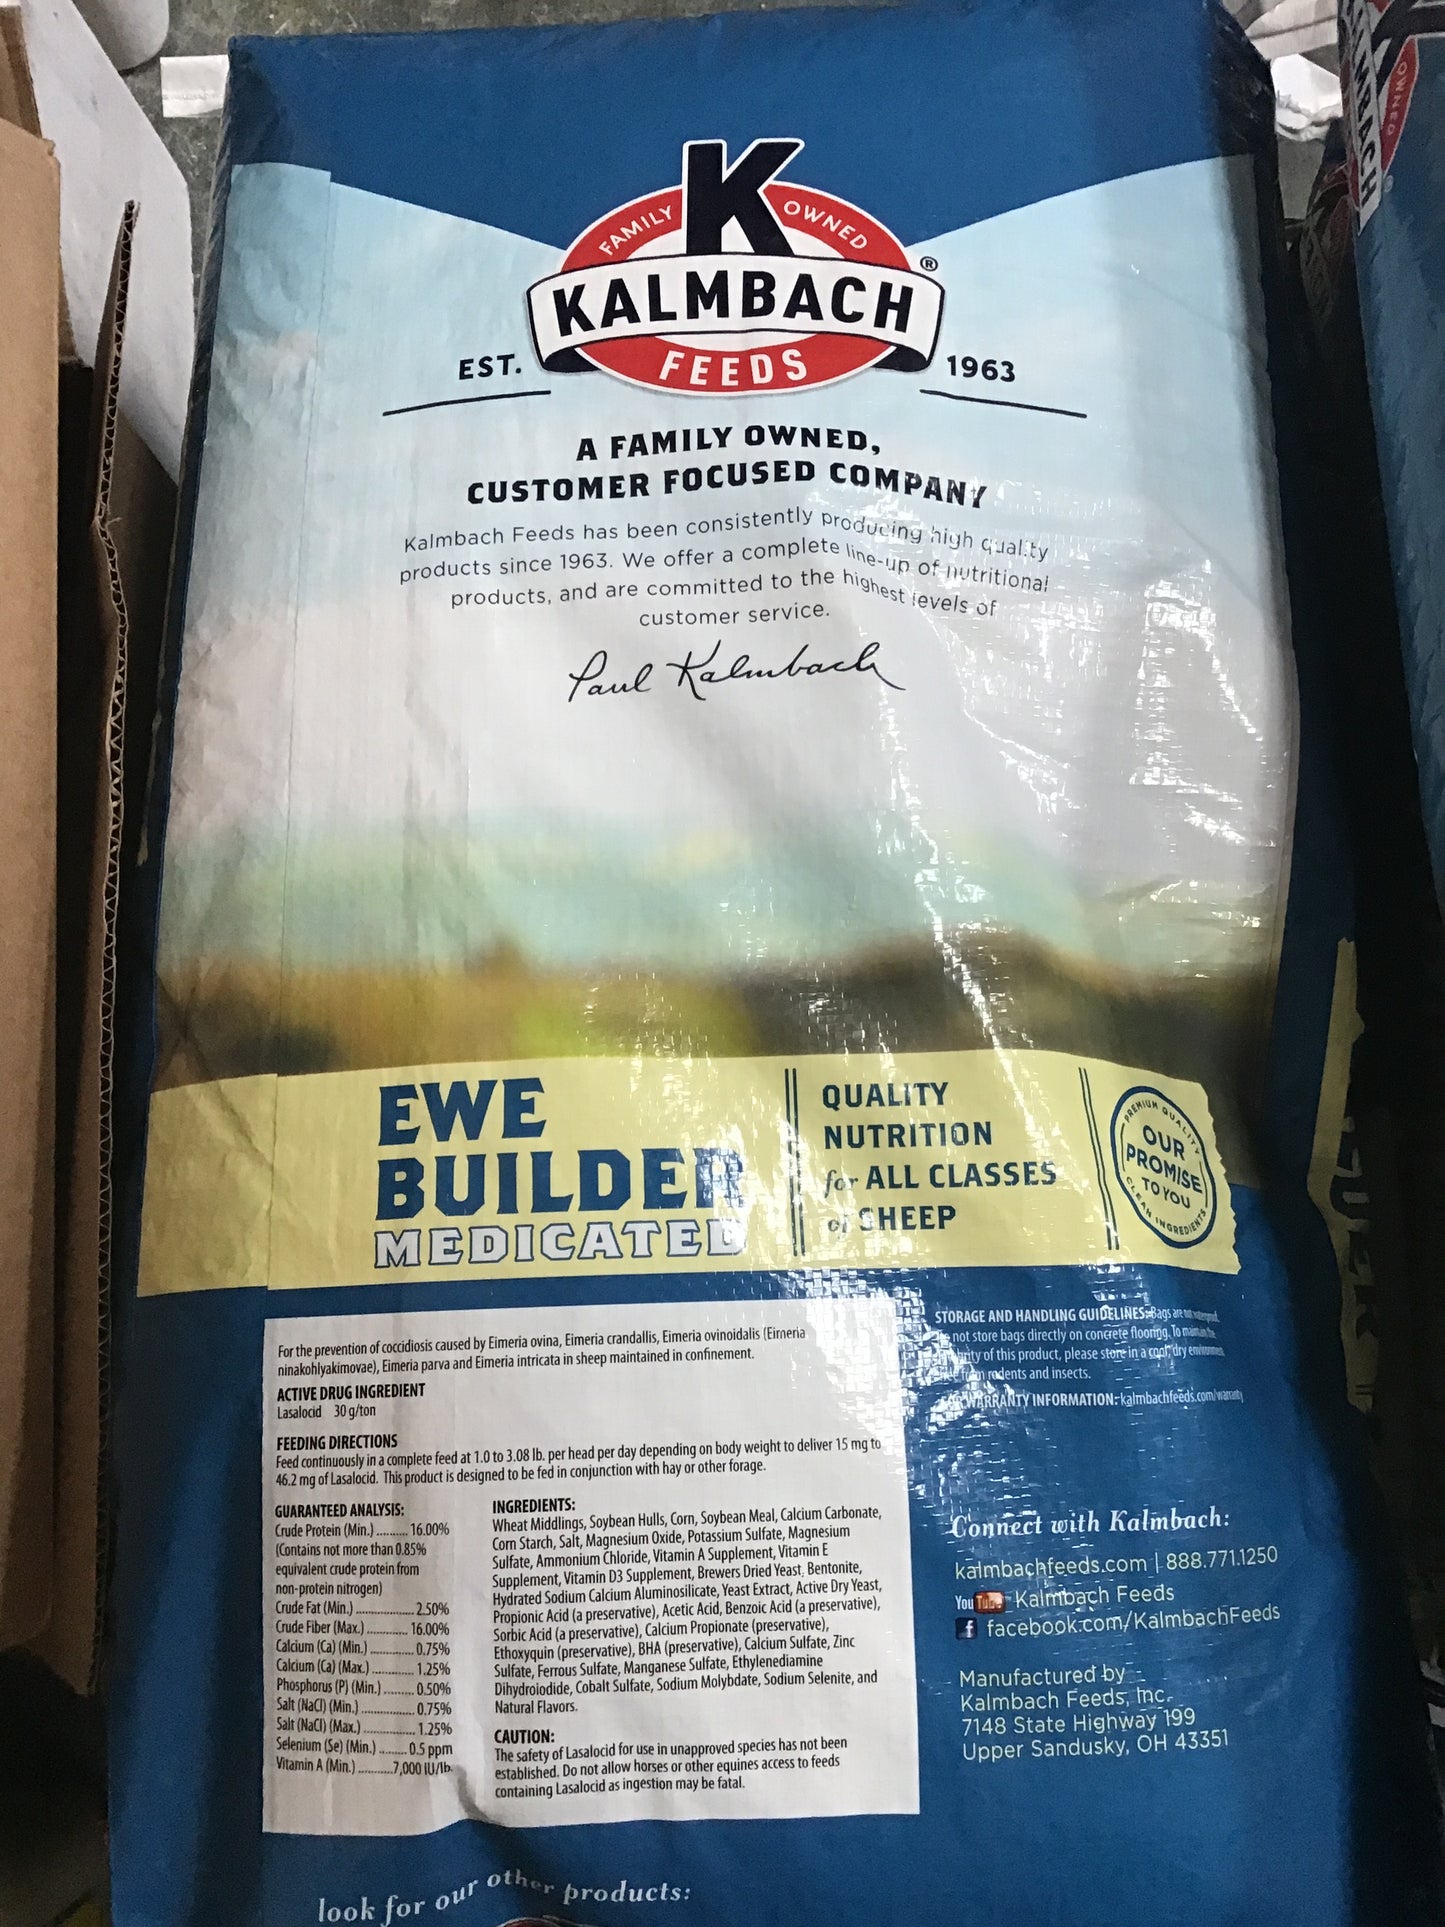 K
FAMILY OWNED
KALMBACH®
FEEDS
EST. 1963
A FAMILY OWNED,
CUSTOMER FOCUSED COMPANY
Kalmbach Feeds has been consistently producing high quality
products since 1963. We offer a complete line-up of nutritional
products, and are committed to the highest levels of
customer service.
Paul Kalmbach
EWE
BUILDER
MEDICATED
QUALITY
NUTRITION
for ALL CLASSES
of SHEEP
PREMIUM QUALITY
OUR
PROMISE
TO YOU
CLEAN INGREDIENTS
For the prevention of coccidiosis caused by Eimeria ovina, Eimeria crandallis, Eimeria ovinoidalis (Eimeria
ninakohlyakimovae), Eimeria parva and Eimeria intricata in sheep maintained in confinement.
ACTIVE DRUG INGREDIENT
Lasalocid 30 g/ton
FEEDING DIRECTIONS
Feed continuously in a complete feed at 1.0 to 3.08 lb. per head per day depending on body weight to deliver 15 mg to
46.2 mg of Lasalocid. This product is designed to be fed in conjunction with hay or other forage.
GUARANTEED ANALYSIS:
Crude Protein (Min.) .......... 16.00%
(Contains not more than 0.85%
equivalent crude protein from
non-protein nitrogen)
Crude Fat (Min.) .................. 2.50%
Crude Fiber (Max.) ............ 16.00%
Calcium (Ca) (Min.) ............. 0.75%
Calcium (Ca) (Max.) ............ 1.25%
Phosphorus (P) (Min.) ......... 0.50%
Salt (NaCl) (Min.) ................ 0.75%
Salt (NaCl) (Max.) ................ 1.25%
Selenium (Se) (Min.) ........ 0.5 ppm
Vitamin A (Min.) ........... 7,000 IU/lb.
INGREDIENTS:
Wheat Middlings, Soybean Hulls, Corn, Soybean Meal, Calcium Carbonate,
Corn Starch, Salt, Magnesium Oxide, Potassium Sulfate, Magnesium
Sulfate, Ammonium Chloride, Vitamin A Supplement, Vitamin E
Supplement, Vitamin D3 Supplement, Brewers Dried Yeast, Bentonite,
Hydrated Sodium Calcium Aluminosilicate, Yeast Extract, Active Dry Yeast,
Propionic Acid (a preservative), Acetic Acid, Benzoic Acid (a preservative),
Sorbic Acid (a preservative), Calcium Propionate (preservative),
Ethoxyquin (preservative), BHA (preservative), Calcium Sulfate, Zinc
Sulfate, Ferrous Sulfate, Manganese Sulfate, Ethylenediamine
Dihydroiodide, Cobalt Sulfate, Sodium Molybdate, Sodium Selenite, and
Natural Flavors.
CAUTION:
The safety of Lasalocid for use in unapproved species has not been
established. Do not allow horses or other equines access to feeds
containing Lasalocid as ingestion may be fatal.
STORAGE AND HANDLING GUIDELINES: Bags are not
not store bags directly on concrete flooring. To
of this product, please store in a cool, dry
from rodents and insects.
WARRANTY INFORMATION: kalmbachfeeds.com/warranty
Connect with Kalmbach:
kalmbachfeeds.com | 888.771.1250
YouTube Kalmbach Feeds
f facebook.com/KalmbachFeeds
Manufactured by
Kalmbach Feeds, Inc.
7148 State Highway 199
Upper Sandusky, OH 43351
look for our other products:
OWNED